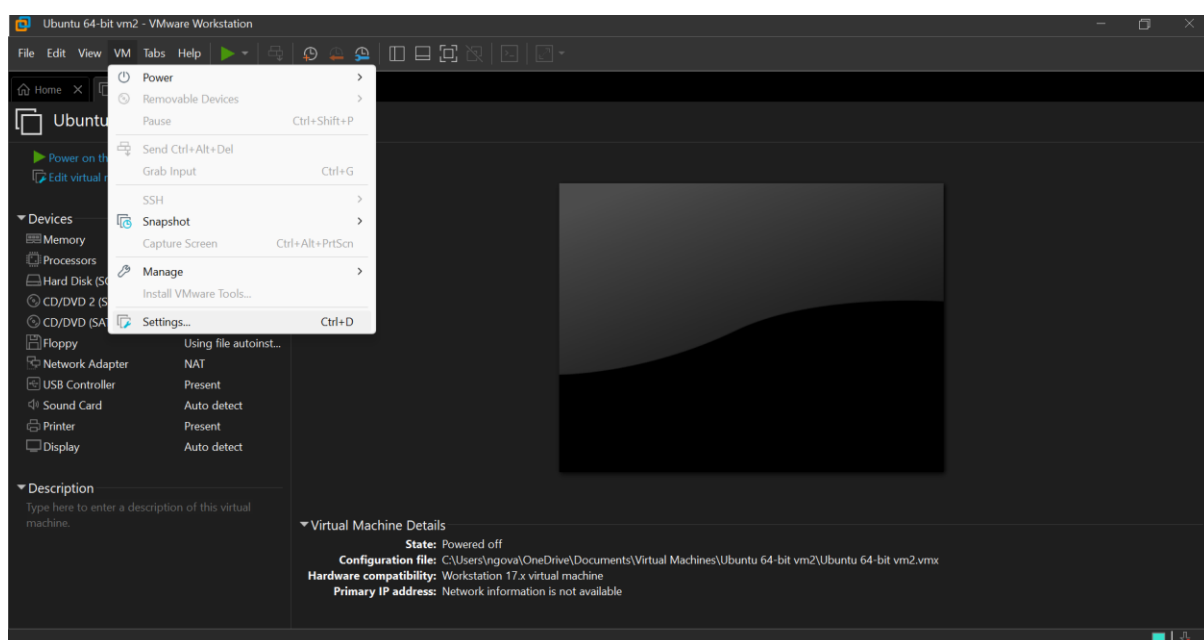 Ubuntu 64-bit vm2 - VMware Workstation
File Edit View VM Tabs Help
Home
Ubuntu
Power on th
Edit virtual
Power
Removable Devices
Pause Ctrl+Shift+P
Send Ctrl+Alt+Del
Grab Input Ctrl+G
SSH
Snapshot
Capture Screen Ctrl+Alt+PrtScn
Manage
Install VMware Tools...
Settings... Ctrl+D
Devices
Memory
Processors
Hard Disk (SC
CD/DVD 2 (S
CD/DVD (SA
Floppy Using file autoinst...
Network Adapter NAT
USB Controller Present
Sound Card Auto detect
Printer Present
Display Auto detect
Description
Type here to enter a description of this virtual
machine.
Virtual Machine Details
State: Powered off
Configuration file: C:\Users\ngova\OneDrive\Documents\Virtual Machines\Ubuntu 64-bit vm2\Ubuntu 64-bit vm2.vmx
Hardware compatibility: Workstation 17.x virtual machine
Primary IP address: Network information is not available